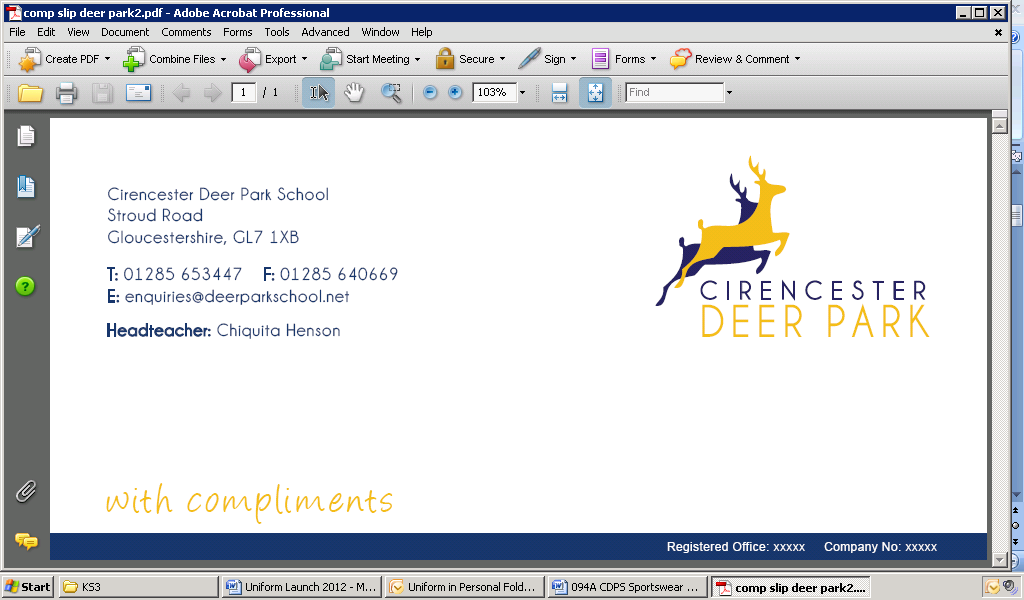 comp slip deer park2.pdf - Adobe Acrobat Professional
File Edit View Document Comments Forms Tools Advanced Window Help
Create PDF Combine Files Export Start Meeting Secure Sign Forms Review & Comment
1 / 1 103% Find
Cirencester Deer Park School
Stroud Road
Gloucestershire, GL7 1XB
T: 01285 653447 F: 01285 640669
E: enquiries@deerparkschool.net
Headteacher: Chiquita Henson
CIRENCESTER
DEER PARK
with compliments
Registered Office: xxxxx Company No: xxxxx
Start KS3 Uniform Launch 2012 - M... Uniform in Personal Fold... 094A CDPS Sportswear ... comp slip deer park2....